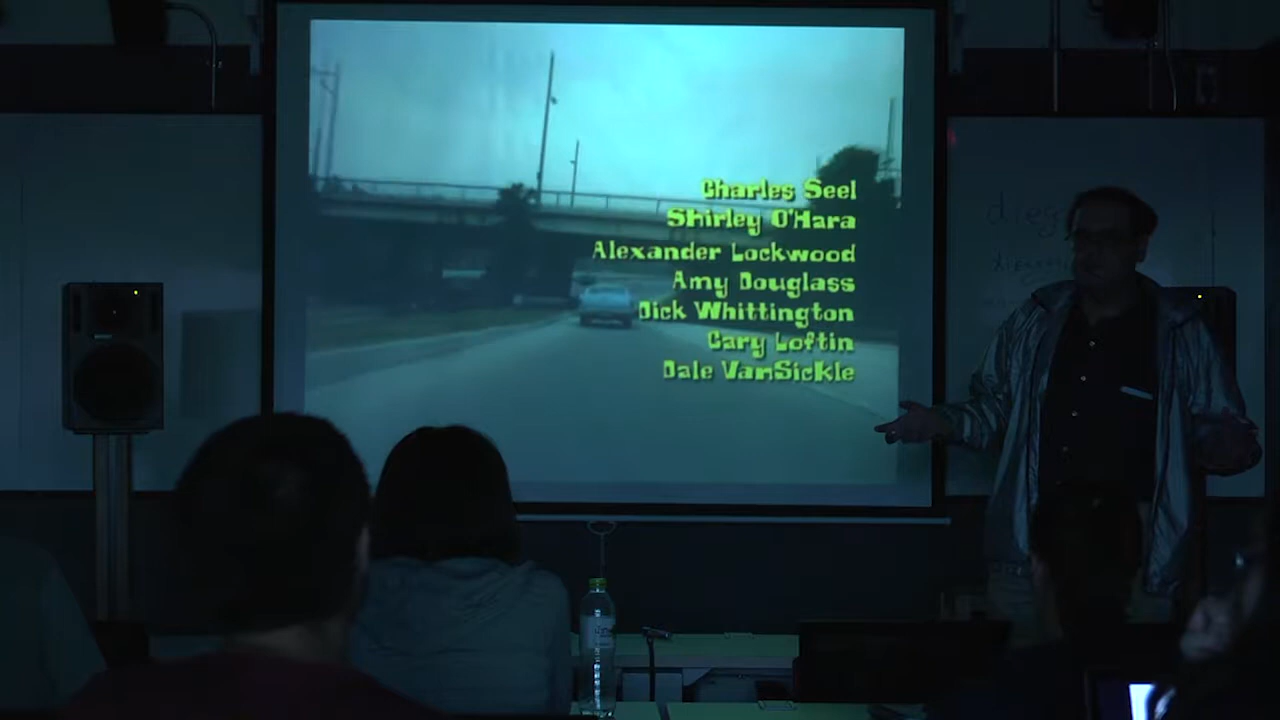 Charles Seel
Shirley O'Hara
Alexander Lockwood
Amy Douglass
Dick Whittington
Cary Loftin
Dale VanSickle